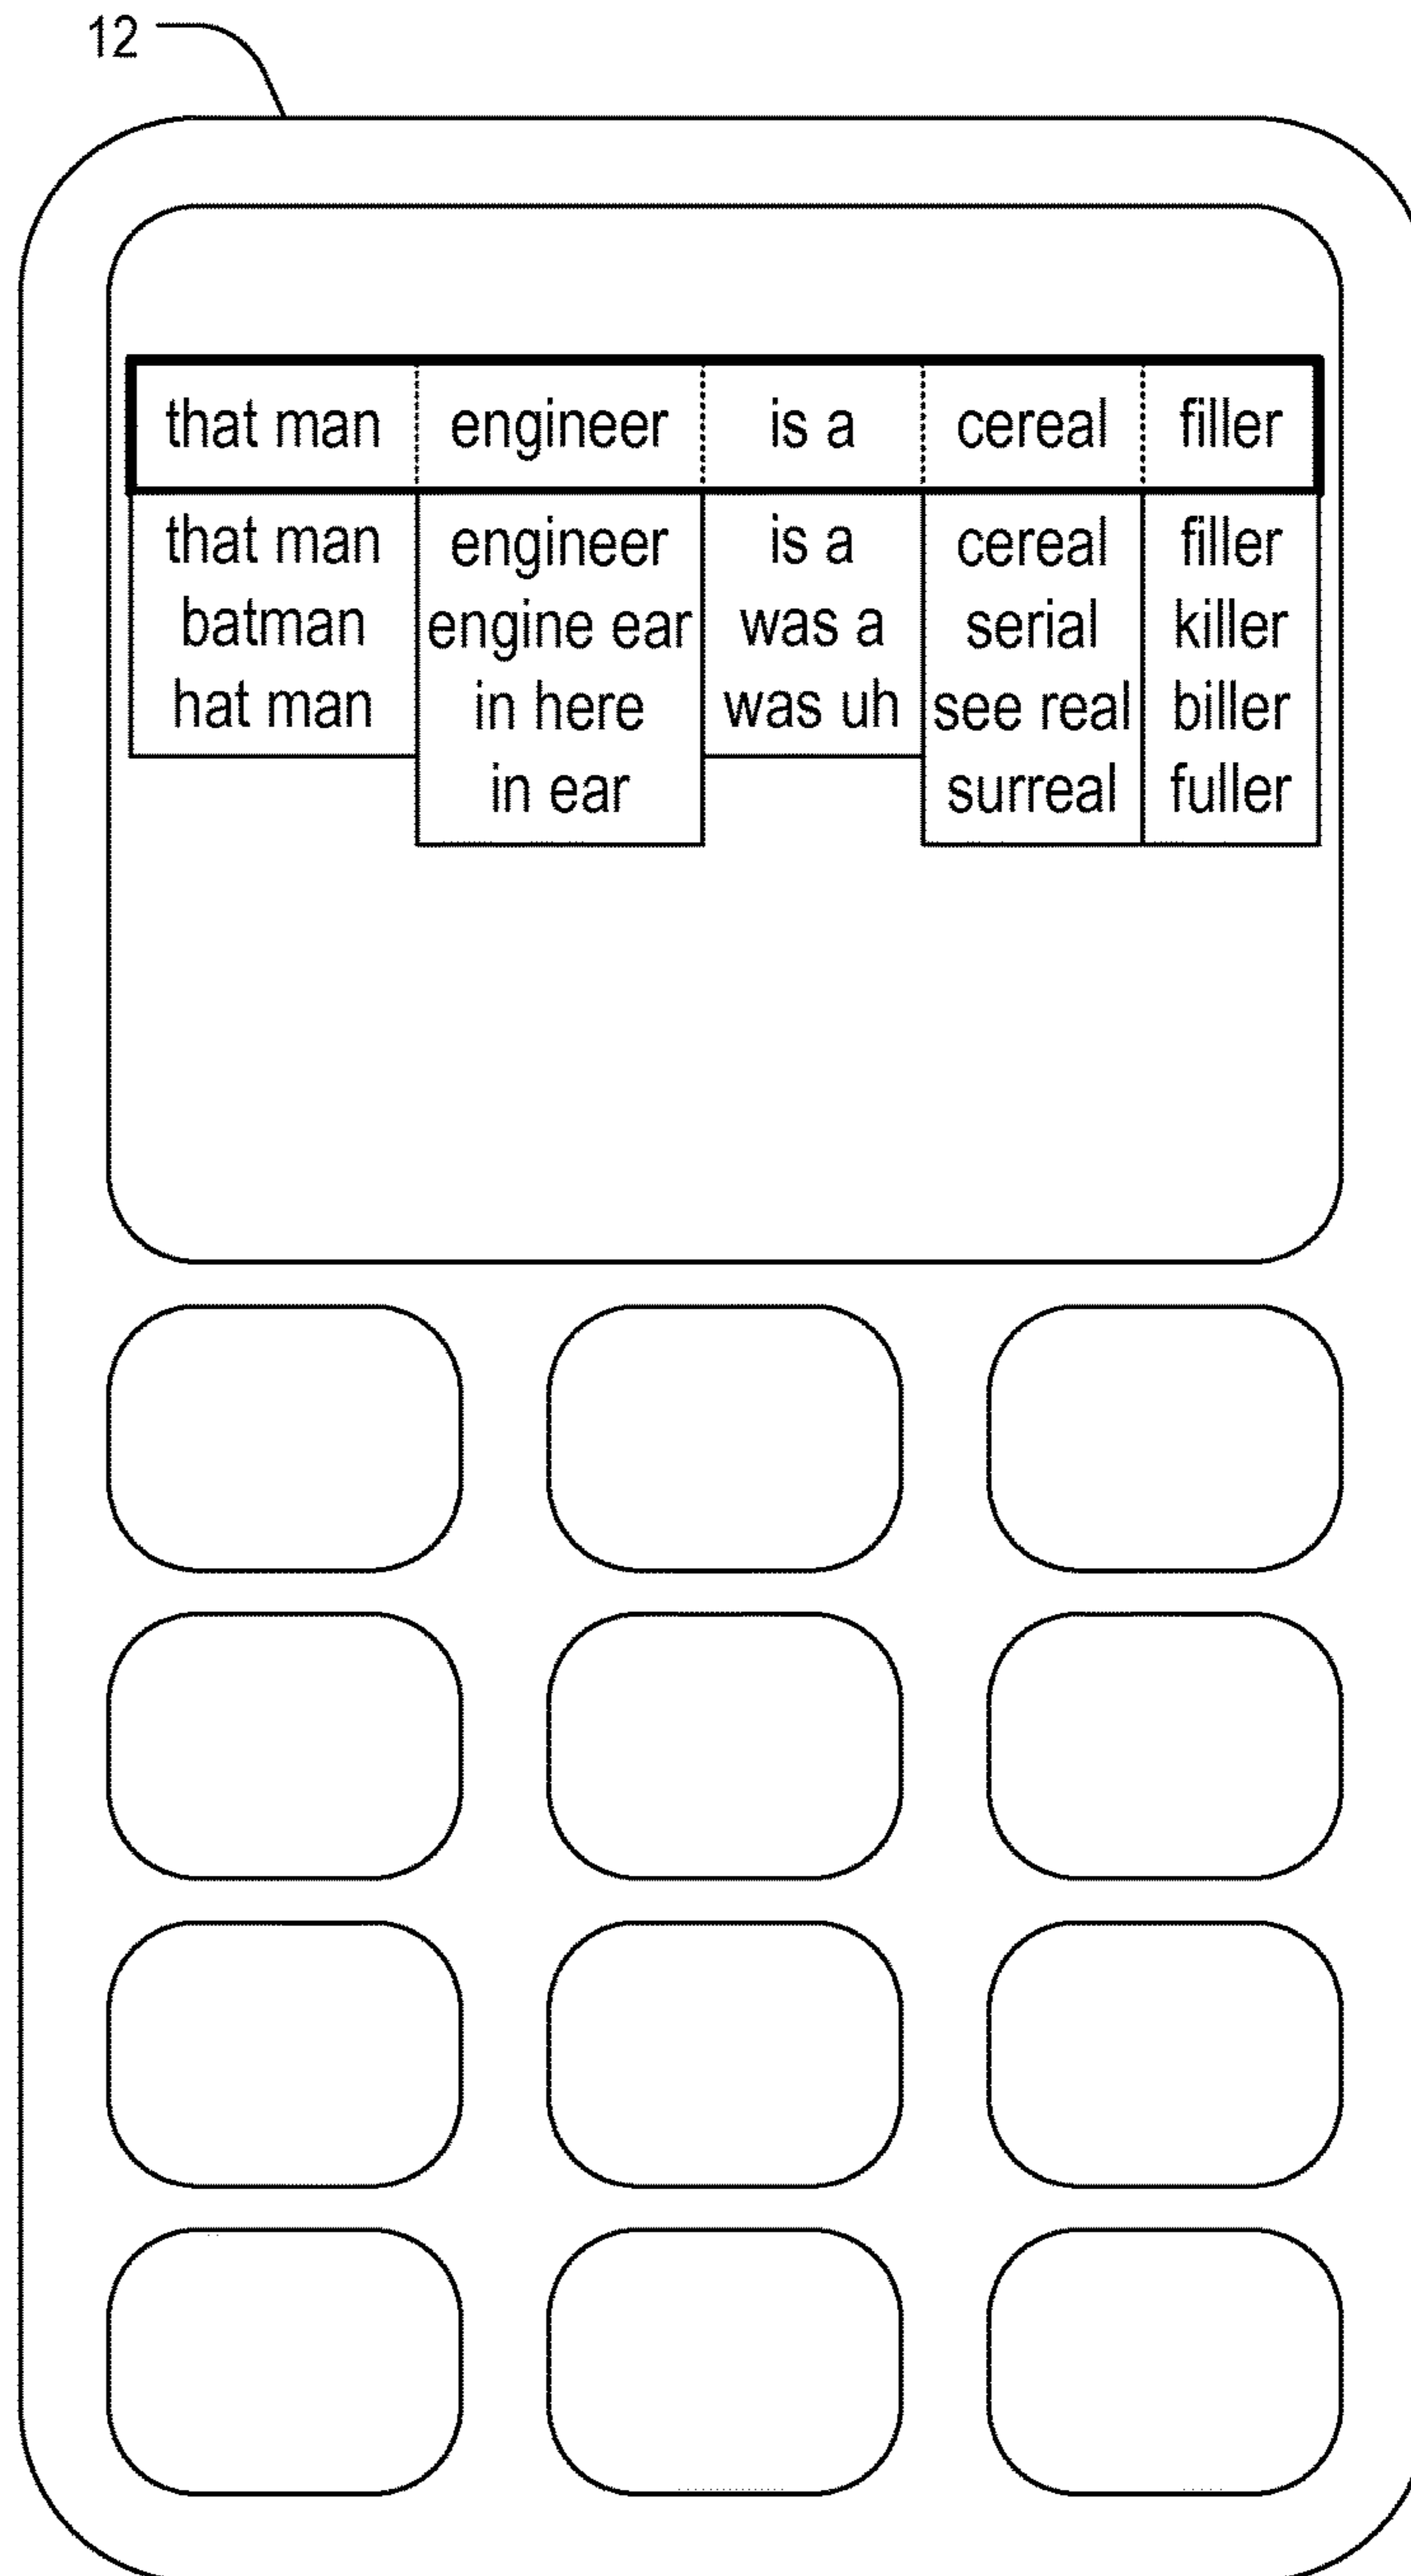 12
that man engineer is a cereal filler
that man engineer is a cereal filler
batman engine ear was a serial killer
hat man in here was uh see real biller
in ear surreal fuller